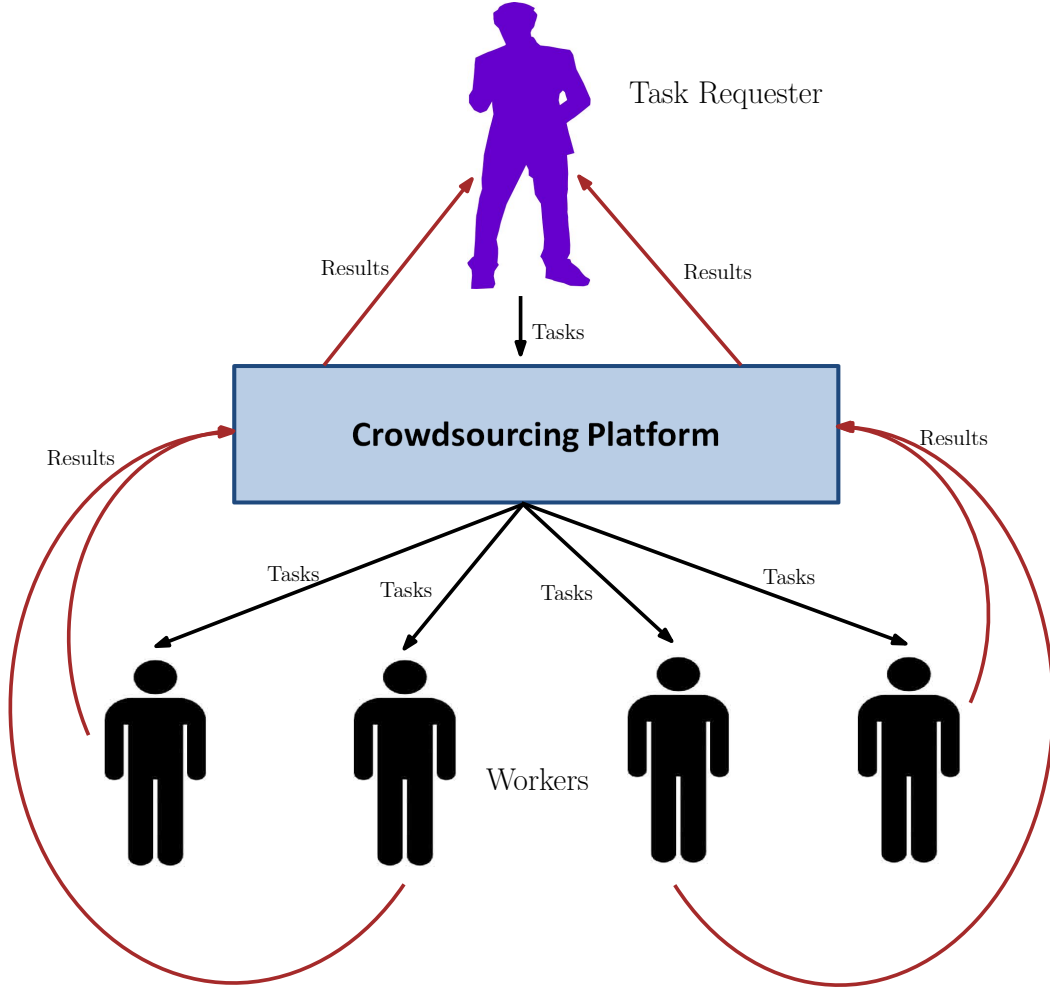 Task Requester
Results
Results
Tasks
Crowdsourcing Platform
Results
Results
Tasks
Tasks
Tasks
Tasks
Workers